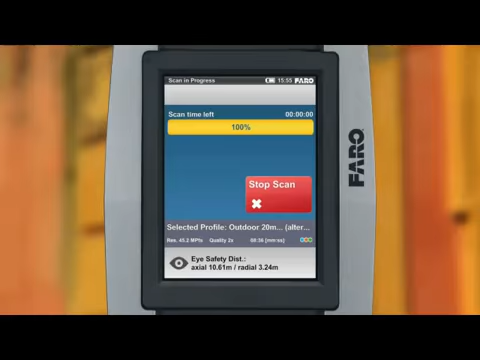 Scan in Progress 15:55 FARO
Scan time left 00:00:00
100%
Stop Scan
Selected Profile: Outdoor 20m... (alter...
Res. 45.2 MPts Quality 2x 00:36 [mm:ss]
Eye Safety Dist.:
axial 10.61m / radial 3.24m
FARO